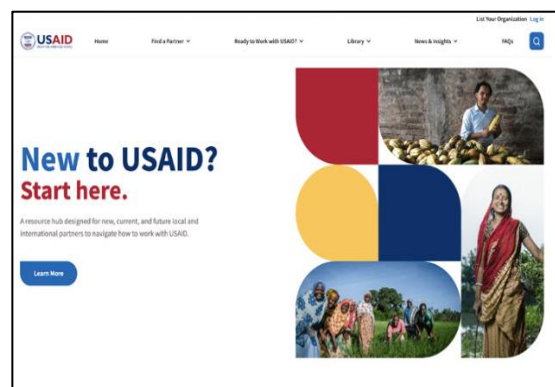 List Your Organization Log in
USAID
Home Find a Partner Ready to Work with USAID? Library News & Insights FAQs
New to USAID?
Start here.
A resource hub designed for new, current, and future local and
international partners to navigate how to work with USAID.
Learn More